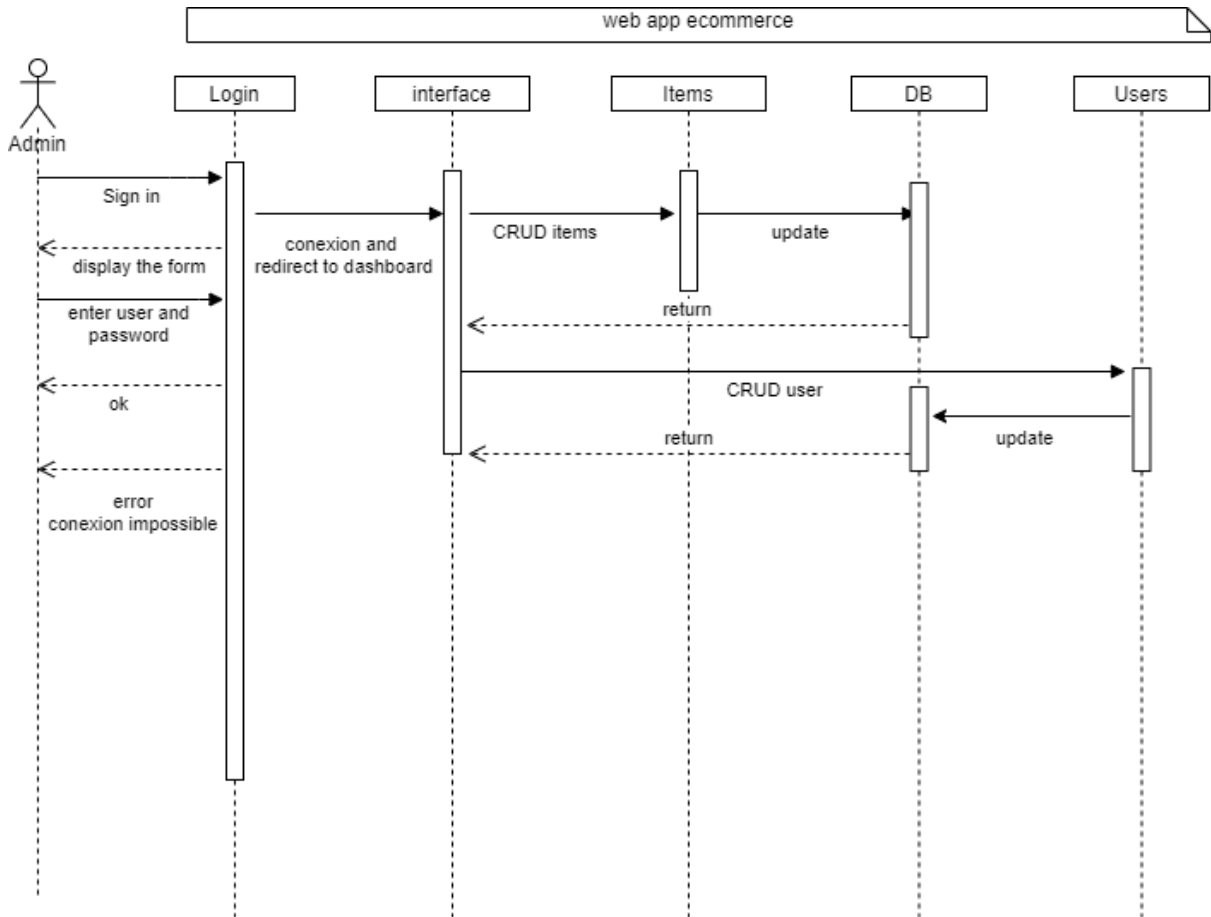 web app ecommerce
Login
interface
Items
DB
Users
Admin
Sign in
CRUD items
update
conexion and
redirect to dashboard
display the form
return
enter user and
password
CRUD user
ok
return
update
error
conexion impossible